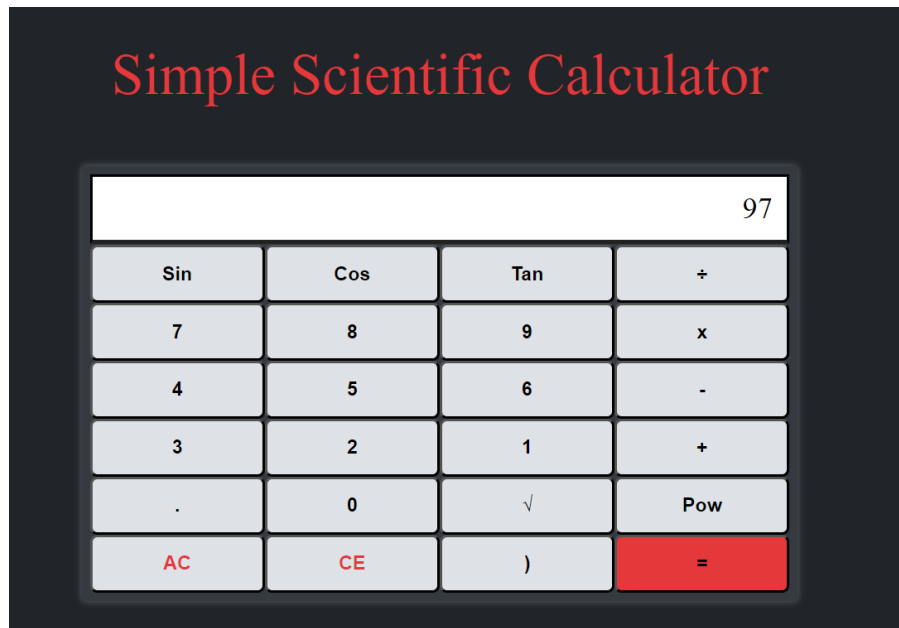 Simple Scientific Calculator
97
Sin Cos Tan ÷
7 8 9 x
4 5 6 -
3 2 1 +
. 0 √ Pow
AC CE ) =